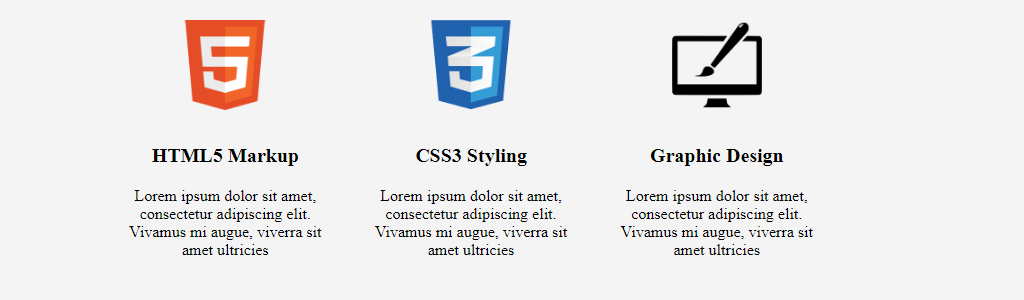 5
3
HTML5 Markup
CSS3 Styling
Graphic Design
Lorem ipsum dolor sit amet,
consectetur adipiscing elit.
Vivamus mi augue, viverra sit
amet ultricies
Lorem ipsum dolor sit amet,
consectetur adipiscing elit.
Vivamus mi augue, viverra sit
amet ultricies
Lorem ipsum dolor sit amet,
consectetur adipiscing elit.
Vivamus mi augue, viverra sit
amet ultricies